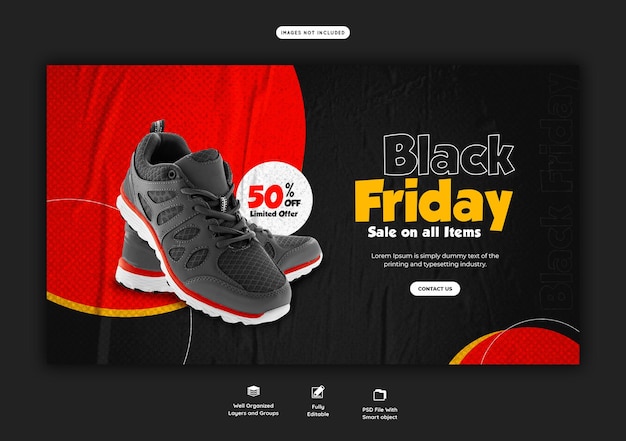 IMAGES NOT INCLUDED
50% OFF
Limited Offer
Black
Friday
Sale on all Items
Lorem Ipsum is simply dummy text of the
printing and typesetting industry.
CONTACT US
Black Friday
Black Friday
Well Organized
Layers and Groups
Fully
Editable
PSD File With
Smart object